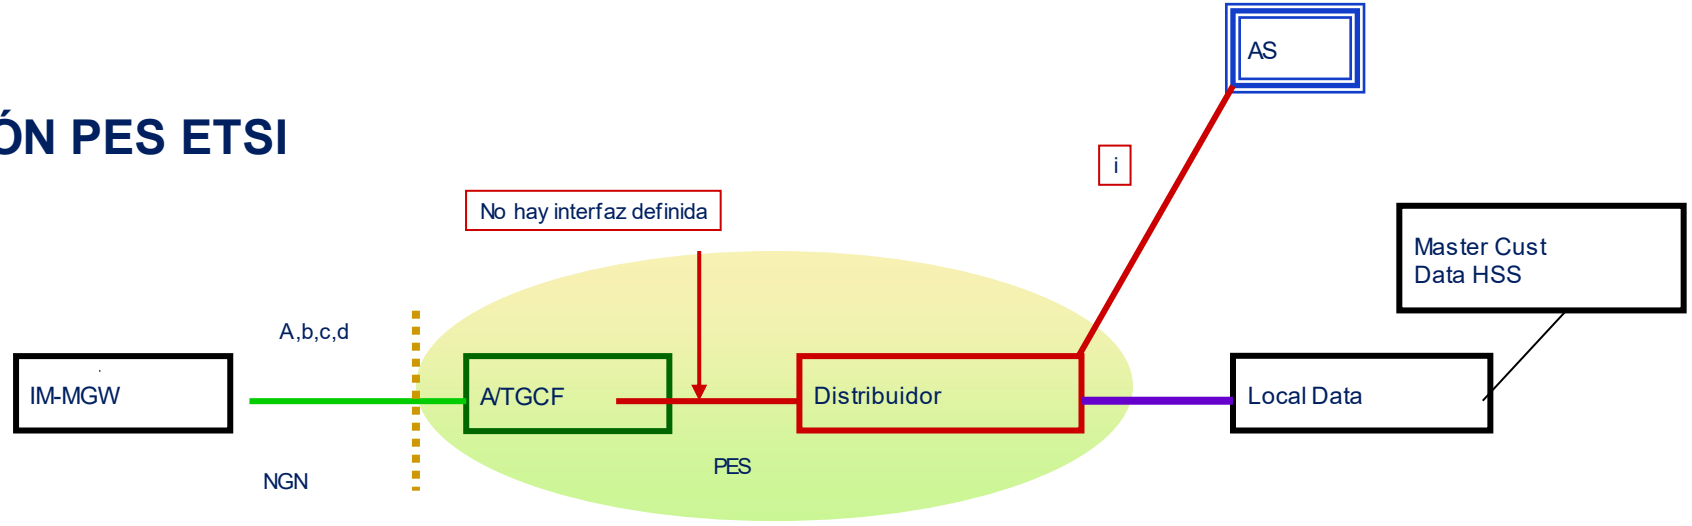 AS
ÓN PES ETSI
i
No hay interfaz definida
Master Cust
Data HSS
A,b,c,d
IM-MGW
A/TGCF
Distribuidor
Local Data
PES
NGN